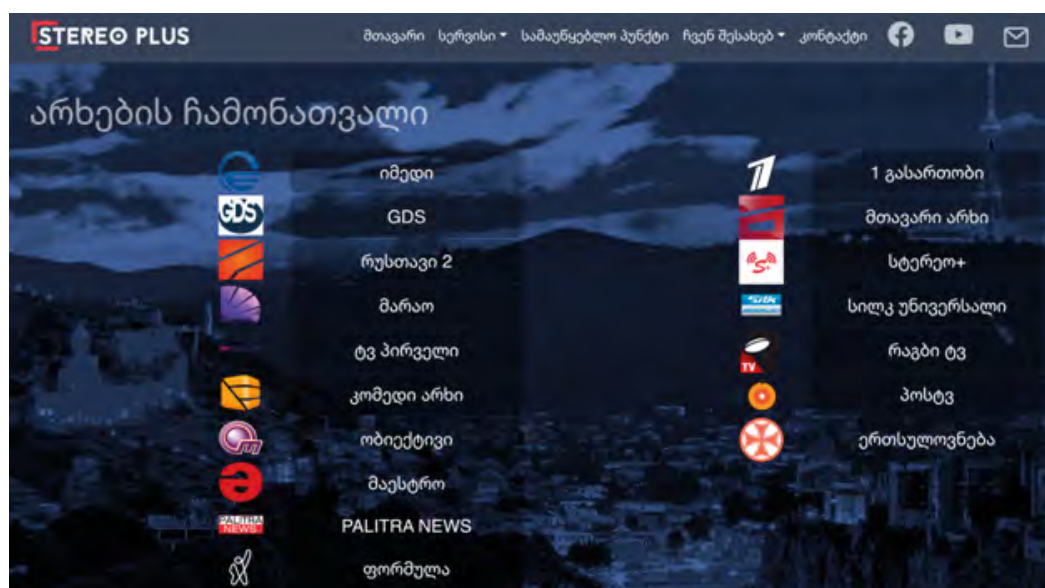 STEREO PLUS
მთავარი სერვისი სამაუწყებლო პუნქტი ჩვენ შესახებ კონტაქტი
არხების ჩამონათვალი
იმედი
GDS
GDS
რუსთავი 2
მარაო
ტვ პირველი
კომედი არხი
ობიექტივი
მაესტრო
PALITRA NEWS
PALITRA NEWS
ფორმულა
1 გასართობი
მთავარი არხი
სტერეო+
silk
სილკ უნივერსალი
TV
რაგბი ტვ
პოსტვ
ერთსულოვნება